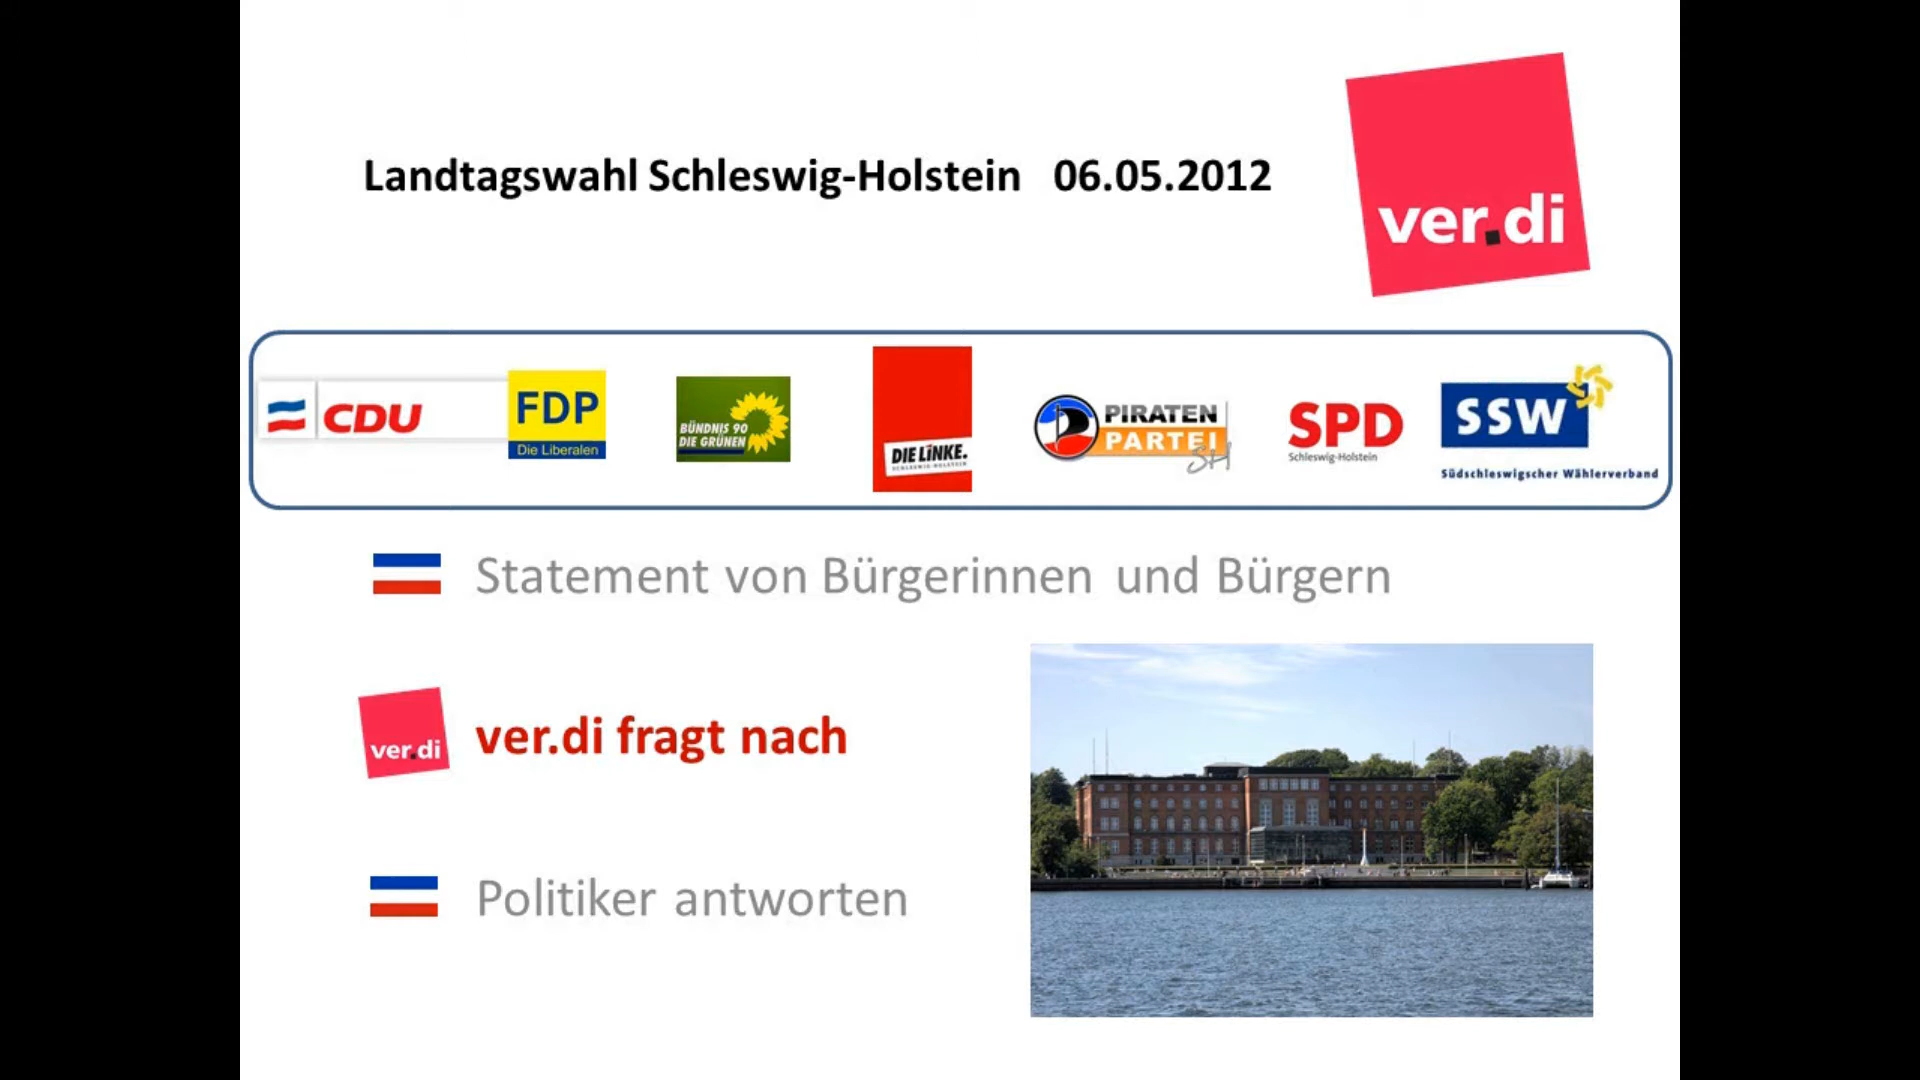 Landtagswahl Schleswig-Holstein 06.05.2012
ver.di
CDU
FDP
Die Liberalen
BÜNDNIS 90
DIE GRÜNEN
DIE LINKE.
SCHLESWIG-HOLSTEIN
PIRATEN
PARTEI
SH
SPD
Schleswig-Holstein
SSW
Südschleswigscher Wählerverband
Statement von Bürgerinnen und Bürgern
ver.di
ver.di fragt nach
Politiker antworten